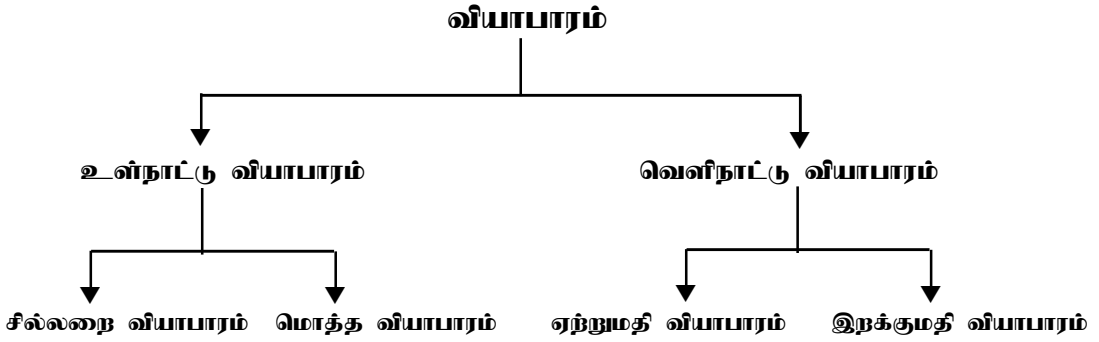 வியாபாரம்
உள்நாட்டு வியாபாரம் வெளிநாட்டு வியாபாரம்
சில்லறை வியாபாரம் மொத்த வியாபாரம் ஏற்றுமதி வியாபாரம் இறக்குமதி வியாபாரம்